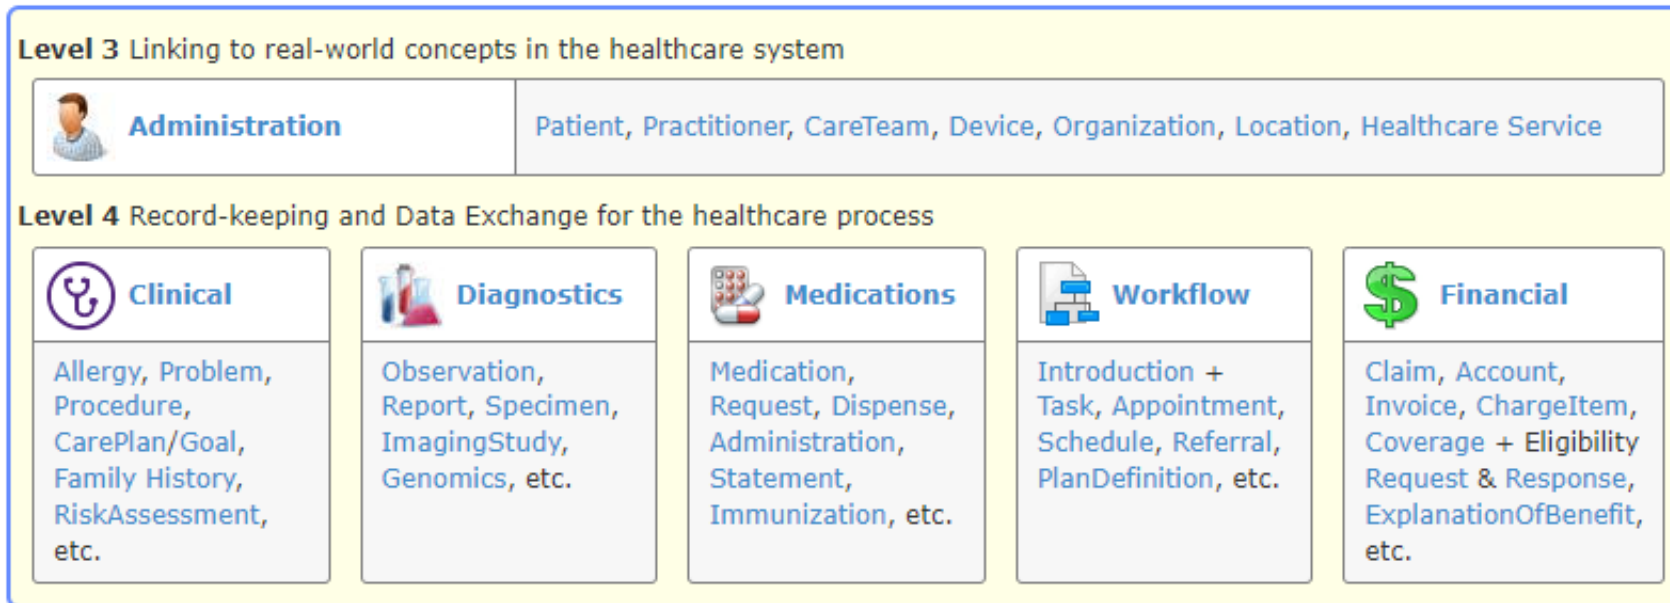 Level 3 Linking to real-world concepts in the healthcare system
Administration
Patient, Practitioner, CareTeam, Device, Organization, Location, Healthcare Service
Level 4 Record-keeping and Data Exchange for the healthcare process
Clinical
Allergy, Problem,
Procedure,
CarePlan/Goal,
Family History,
RiskAssessment,
etc.
Diagnostics
Observation,
Report, Specimen,
ImagingStudy,
Genomics, etc.
Medications
Medication,
Request, Dispense,
Administration,
Statement,
Immunization, etc.
Workflow
Introduction +
Task, Appointment,
Schedule, Referral,
PlanDefinition, etc.
Financial
Claim, Account,
Invoice, ChargeItem,
Coverage + Eligibility
Request & Response,
ExplanationOfBenefit,
etc.